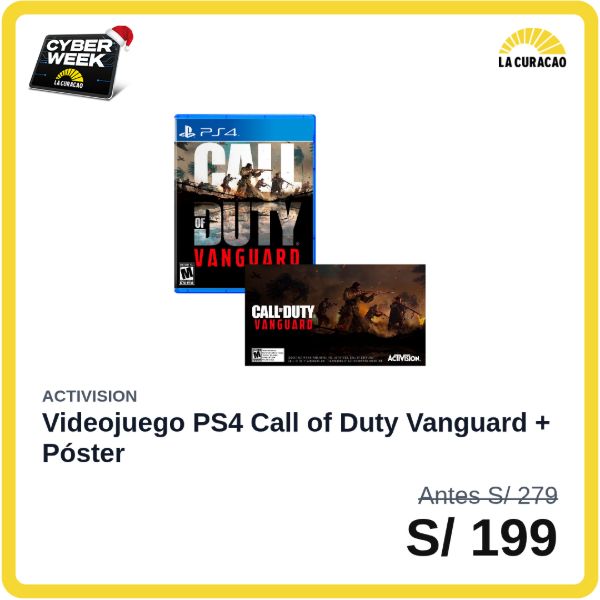 CYBER
WEEK
LA CURACAO
LA CURACAO
PS4
CALL
OF DUTY
VANGUARD
M
CALL OF DUTY
VANGUARD
M
ACTIVISION
ACTIVISION
Videojuego PS4 Call of Duty Vanguard +
Póster
Antes S/ 279
S/ 199